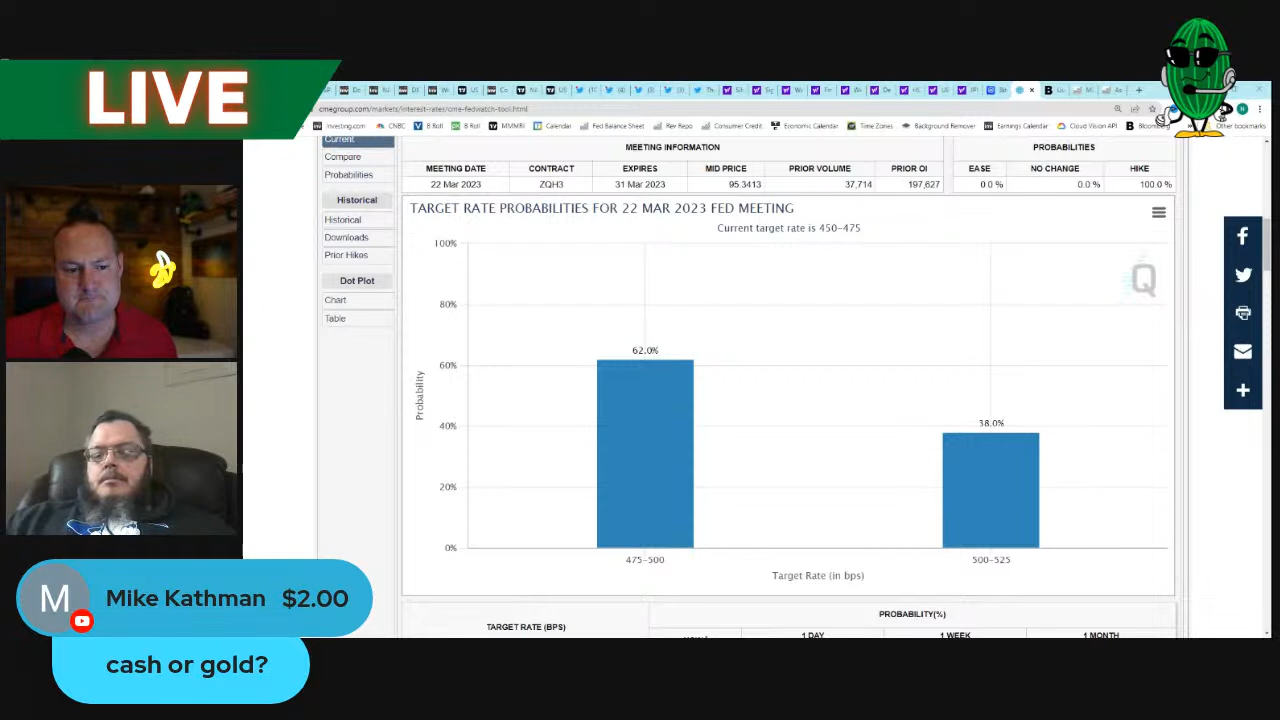 LIVE
cmegroup.com/markets/interest-rates/cme-fedwatch-tool.html
Investing.com CNBC B Roll B Roll MMMBI Calendar Fed Balance Sheet Rev Repo Consumer Credit Economic Calendar Time Zones Background Remover Earnings Calendar Cloud Vision API Other bookmarks
Current
Compare
Probabilities
Historical
Historical
Downloads
Prior Hikes
Dot Plot
Chart
Table
MEETING INFORMATION
MEETING DATE CONTRACT EXPIRES MID PRICE PRIOR VOLUME PRIOR OI
22 Mar 2023 ZQH3 31 Mar 2023 95.3413 37,714 197,627
PROBABILITIES
EASE NO CHANGE HIKE
0.0 % 0.0 % 100.0 %
TARGET RATE PROBABILITIES FOR 22 MAR 2023 FED MEETING
Current target rate is 450-475
100%
80%
60%
40%
20%
0%
Probability
62.0%
38.0%
475-500 500-525
Target Rate (in bps)
Q
TARGET RATE (BPS)
PROBABILITY(%)
1 DAY 1 WEEK 1 MONTH
M
Mike Kathman $2.00
cash or gold?